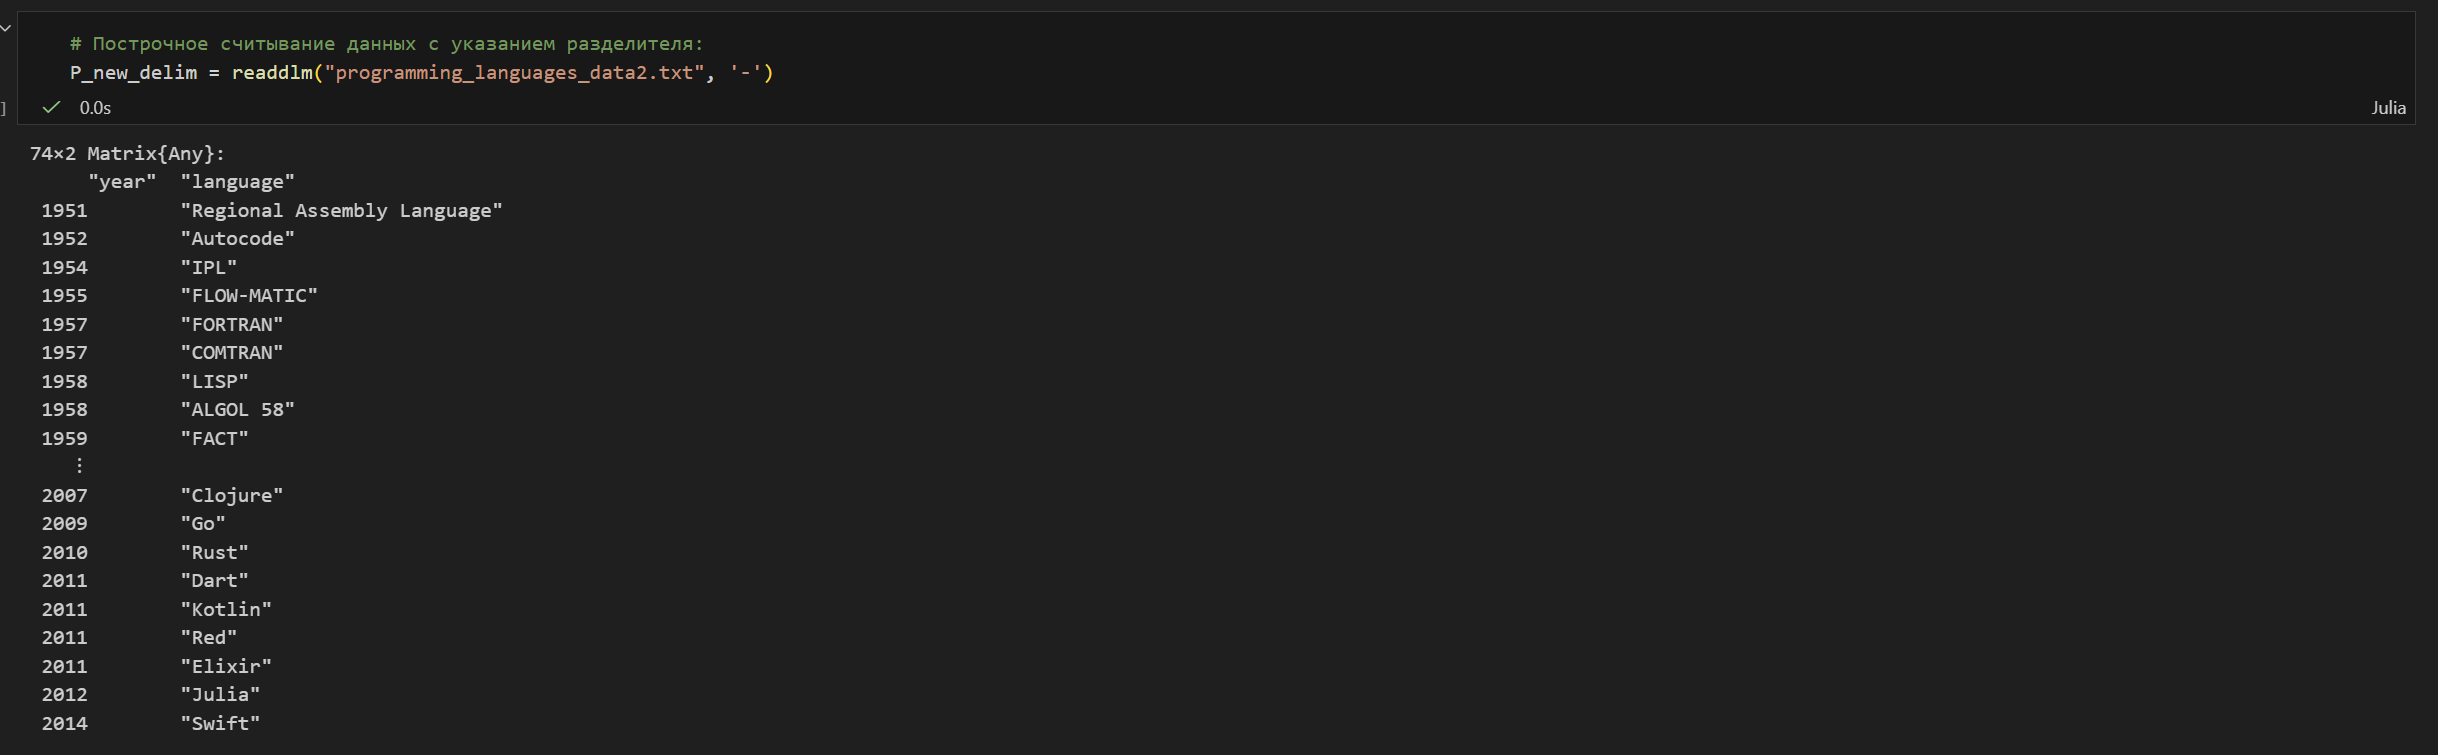 # Построчное считывание данных с указанием разделителя:
P_new_delim = readdlm("programming_languages_data2.txt", '-')
] ✓ 0.0s Julia
74×2 Matrix{Any}:
"year" "language"
1951 "Regional Assembly Language"
1952 "Autocode"
1954 "IPL"
1955 "FLOW-MATIC"
1957 "FORTRAN"
1957 "COMTRAN"
1958 "LISP"
1958 "ALGOL 58"
1959 "FACT"
⋮
2007 "Clojure"
2009 "Go"
2010 "Rust"
2011 "Dart"
2011 "Kotlin"
2011 "Red"
2011 "Elixir"
2012 "Julia"
2014 "Swift"